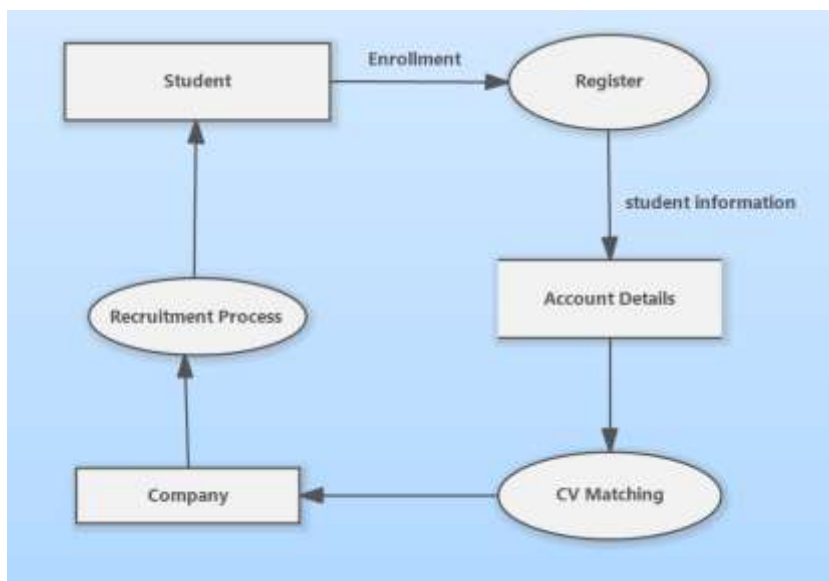 Student
Enrollment
Register
student information
Account Details
Recruitment Process
Company
CV Matching